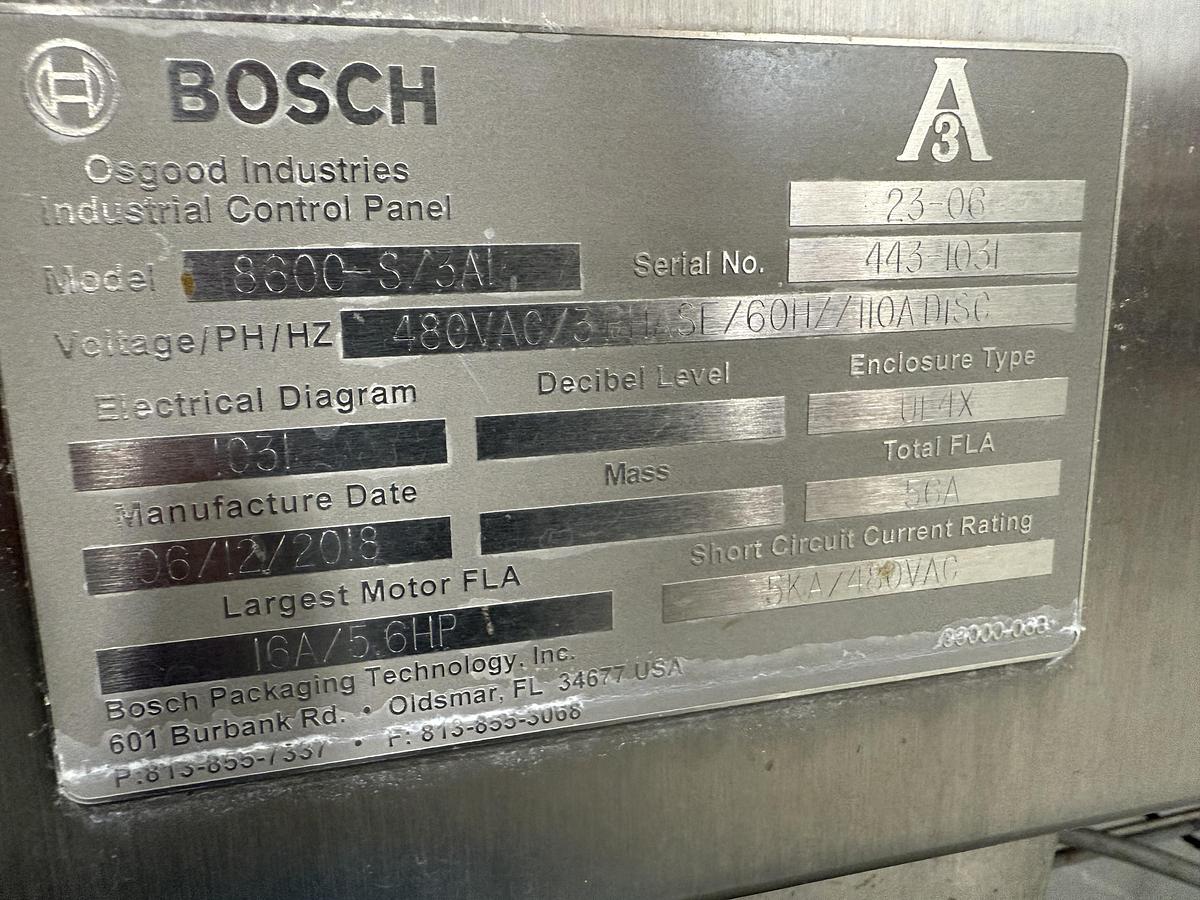 BOSCH
A
3
Osgood Industries
Industrial Control Panel
23-06
Model 8600-S/3AL Serial No. 443-1031
Voltage/PH/HZ 480VAC/3 PHASE/60HZ//110A DISC
Electrical Diagram Decibel Level Enclosure Type
1031 UL4X
Manufacture Date Mass Total FLA
06/12/2018 56A
Largest Motor FLA Short Circuit Current Rating
16A/5.6HP 5KA/480VAC
Bosch Packaging Technology, Inc.
601 Burbank Rd. • Oldsmar, FL 34677 USA
P:813-855-7337 • F: 813-855-3068